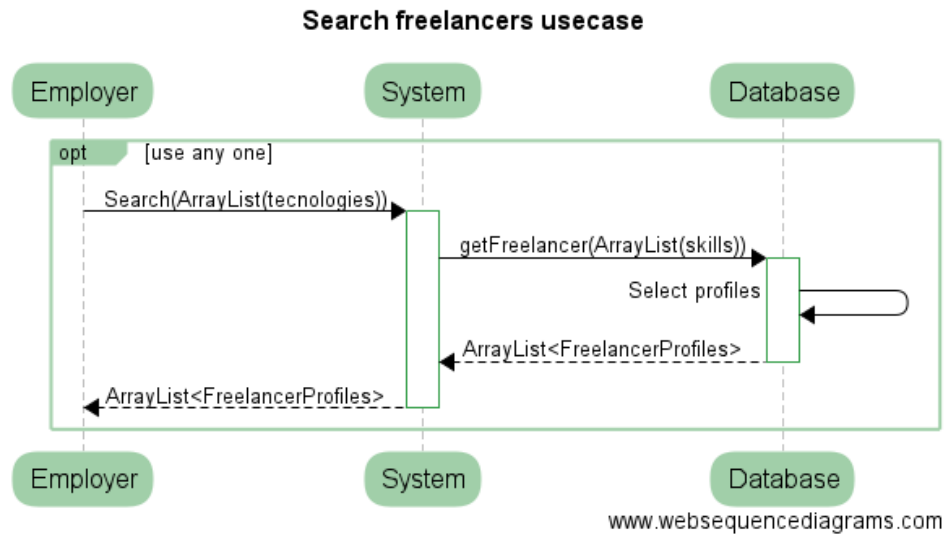 Search freelancers usecase
Employer
System
Database
opt
[use any one]
Search(ArrayList(tecnologies))
getFreelancer(ArrayList(skills))
Select profiles
ArrayList<FreelancerProfiles>
ArrayList<FreelancerProfiles>
Employer
System
Database
www.websequencediagrams.com